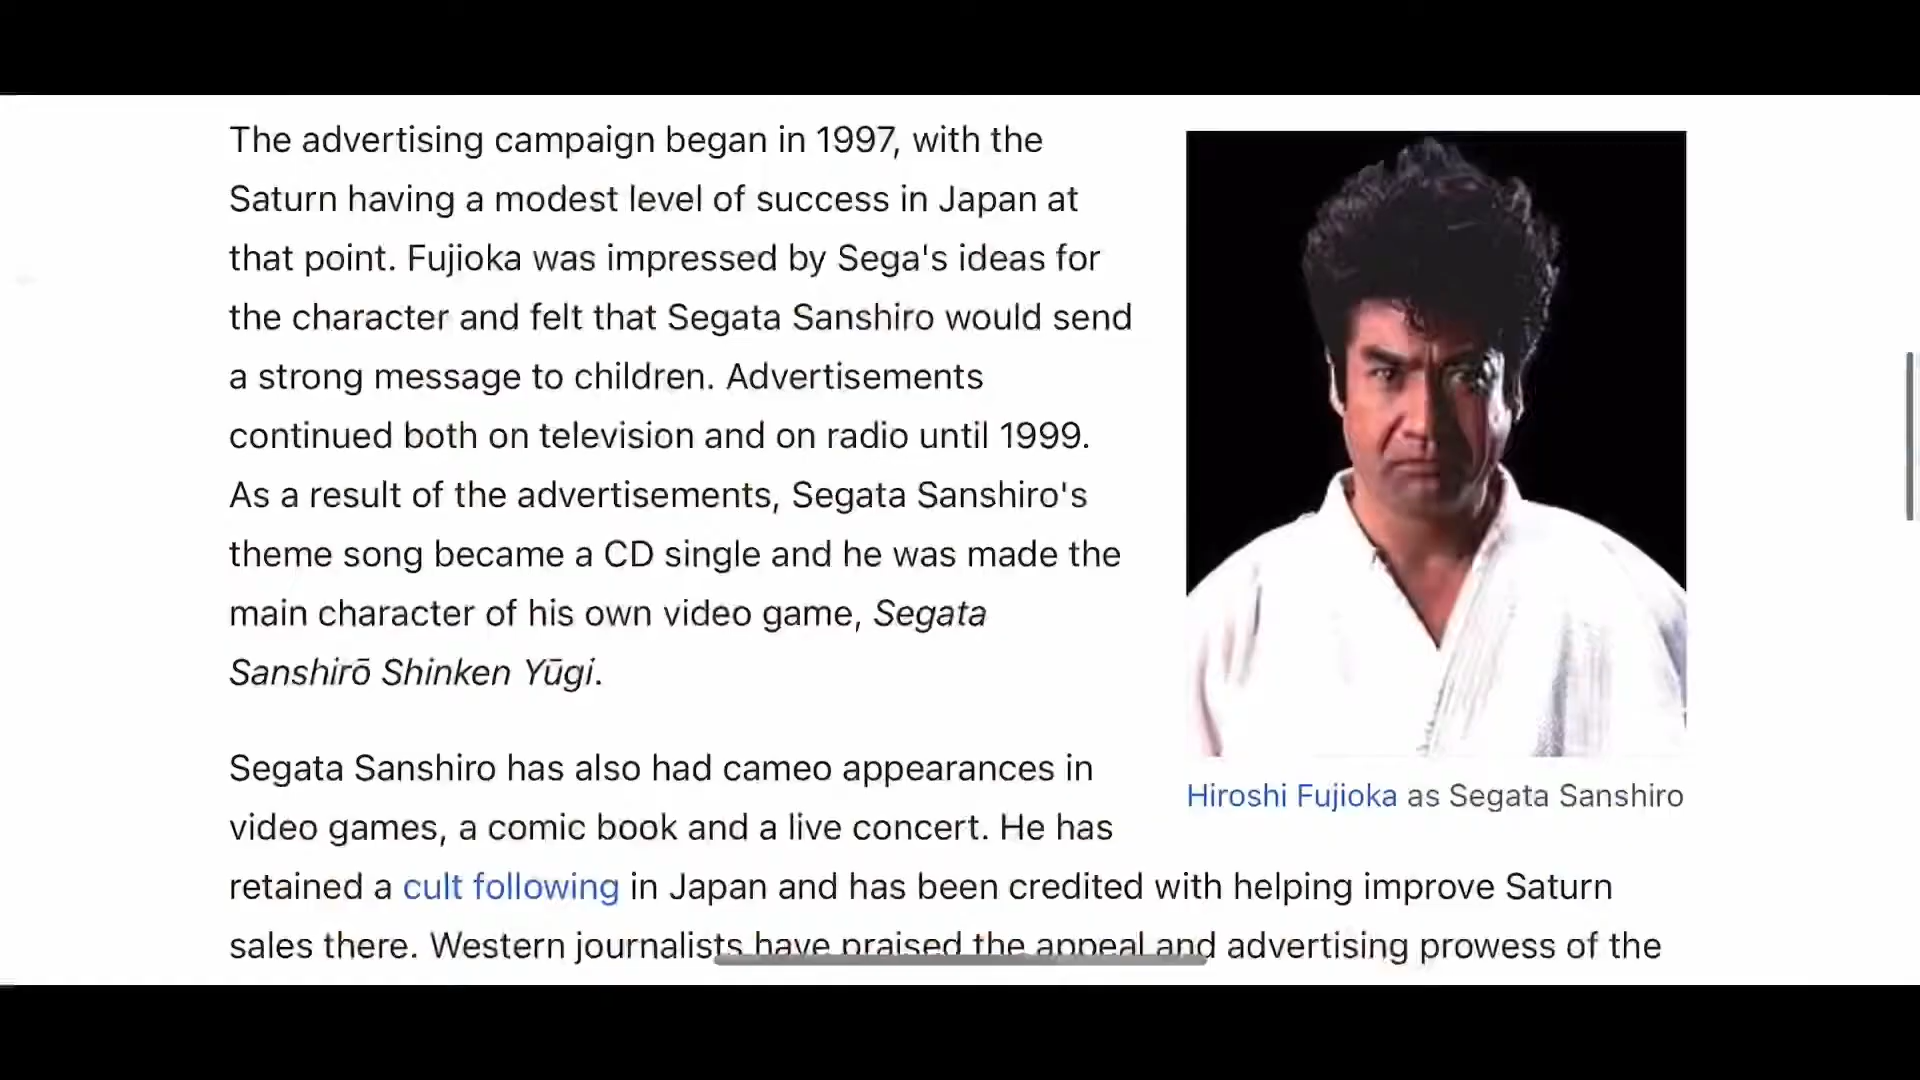 The advertising campaign began in 1997, with the
Saturn having a modest level of success in Japan at
that point. Fujioka was impressed by Sega's ideas for
the character and felt that Segata Sanshiro would send
a strong message to children. Advertisements
continued both on television and on radio until 1999.
As a result of the advertisements, Segata Sanshiro's
theme song became a CD single and he was made the
main character of his own video game, Segata
Sanshirō Shinken Yūgi.
Segata Sanshiro has also had cameo appearances in
video games, a comic book and a live concert. He has
retained a cult following in Japan and has been credited with helping improve Saturn
sales there. Western journalists have praised the appeal and advertising prowess of the
Hiroshi Fujioka as Segata Sanshiro